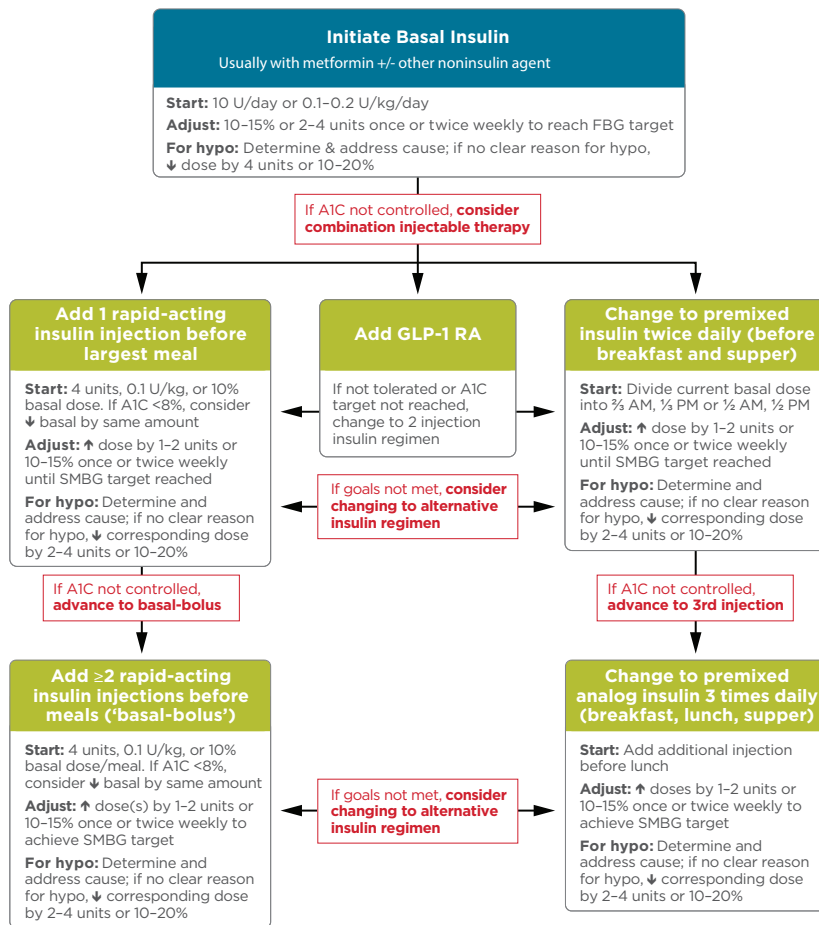 Initiate Basal Insulin
Usually with metformin +/- other noninsulin agent
Start: 10 U/day or 0.1–0.2 U/kg/day
Adjust: 10–15% or 2–4 units once or twice weekly to reach FBG target
For hypo: Determine & address cause; if no clear reason for hypo,
↓ dose by 4 units or 10–20%
If A1C not controlled, consider
combination injectable therapy
Add 1 rapid-acting
insulin injection before
largest meal
Start: 4 units, 0.1 U/kg, or 10%
basal dose. If A1C <8%, consider
↓ basal by same amount
Adjust: ↑ dose by 1–2 units or
10–15% once or twice weekly
until SMBG target reached
For hypo: Determine and
address cause; if no clear reason
for hypo, ↓ corresponding dose
by 2–4 units or 10–20%
Add GLP-1 RA
If not tolerated or A1C
target not reached,
change to 2 injection
insulin regimen
Change to premixed
insulin twice daily (before
breakfast and supper)
Start: Divide current basal dose
into ⅔ AM, ⅓ PM or ½ AM, ½ PM
Adjust: ↑ dose by 1–2 units or
10–15% once or twice weekly
until SMBG target reached
For hypo: Determine and
address cause; if no clear reason
for hypo, ↓ corresponding dose
by 2–4 units or 10–20%
If goals not met, consider
changing to alternative
insulin regimen
If A1C not controlled,
advance to basal-bolus
If A1C not controlled,
advance to 3rd injection
Add ≥2 rapid-acting
insulin injections before
meals (‘basal-bolus’)
Start: 4 units, 0.1 U/kg, or 10%
basal dose/meal. If A1C <8%,
consider ↓ basal by same amount
Adjust: ↑ dose(s) by 1–2 units or
10–15% once or twice weekly to
achieve SMBG target
For hypo: Determine and
address cause; if no clear reason
for hypo, ↓ corresponding dose
by 2–4 units or 10–20%
If goals not met, consider
changing to alternative
insulin regimen
Change to premixed
analog insulin 3 times daily
(breakfast, lunch, supper)
Start: Add additional injection
before lunch
Adjust: ↑ doses by 1–2 units or
10–15% once or twice weekly to
achieve SMBG target
For hypo: Determine and
address cause; if no clear reason
for hypo, ↓ corresponding dose
by 2–4 units or 10–20%